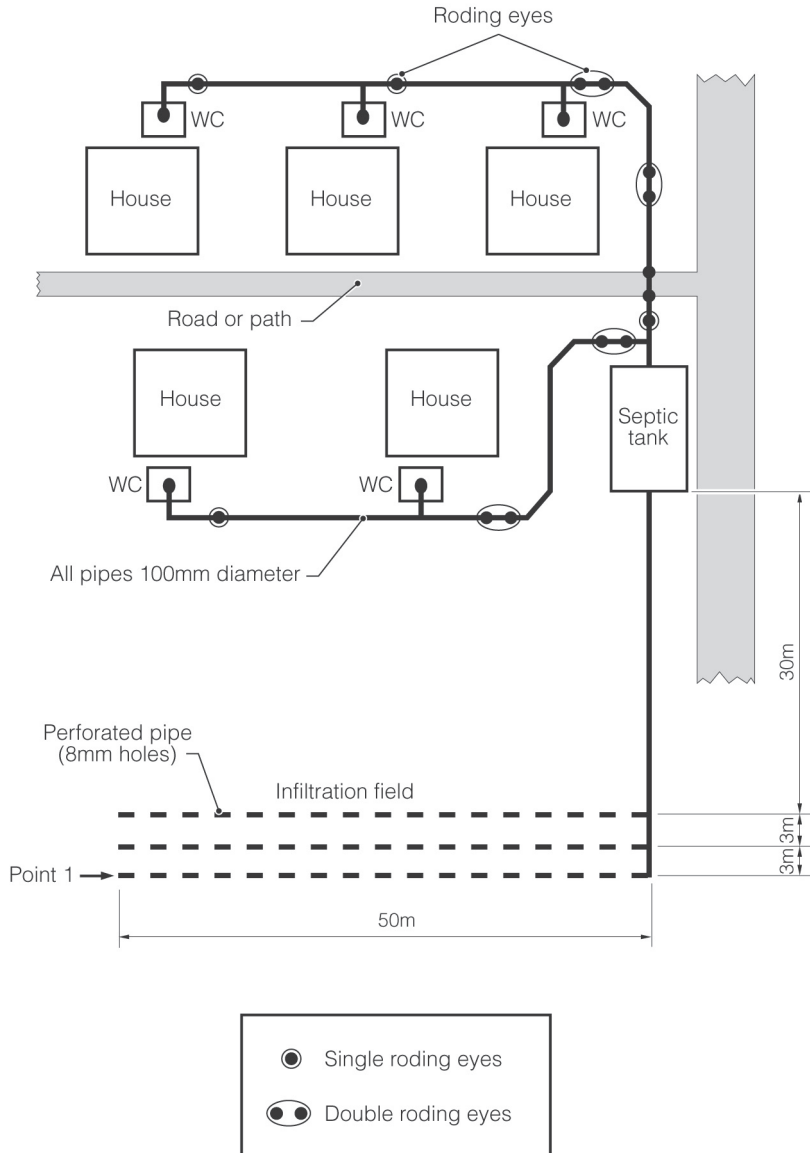 Roding eyes
WC
WC
WC
House
House
House
Road or path
House
House
Septic
tank
WC
WC
All pipes 100mm diameter
30m
Perforated pipe
(8mm holes)
Infiltration field
3m
3m
Point 1
50m
Single roding eyes
Double roding eyes